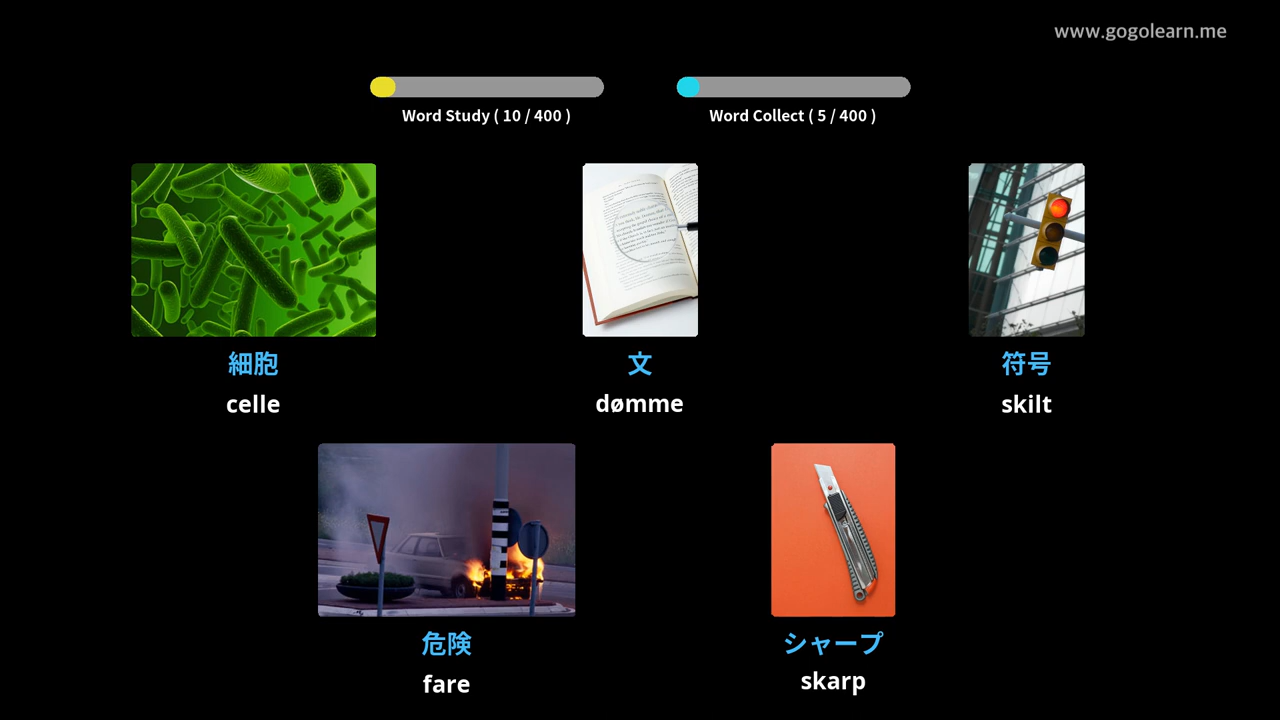 www.gogolearn.me
Word Study ( 10 / 400 )
Word Collect ( 5 / 400 )
細胞
celle
文
dømme
符号
skilt
危険
fare
シャープ
skarp